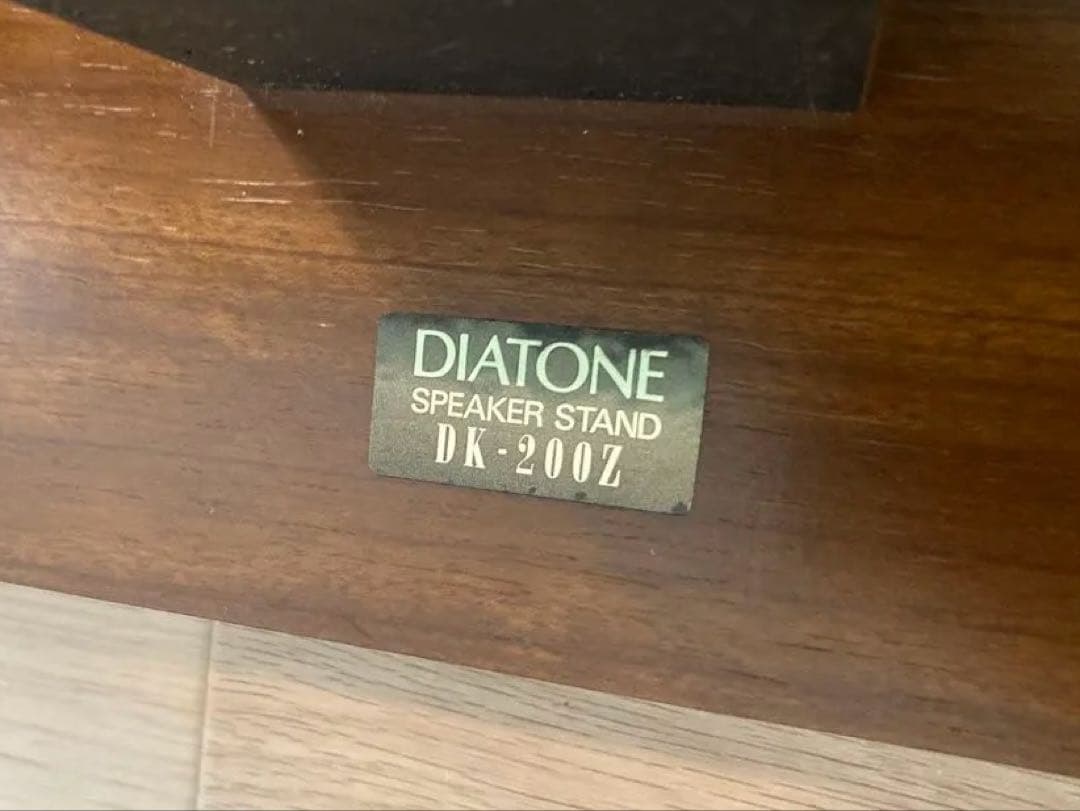 DIATONE
SPEAKER STAND
DK-200Z